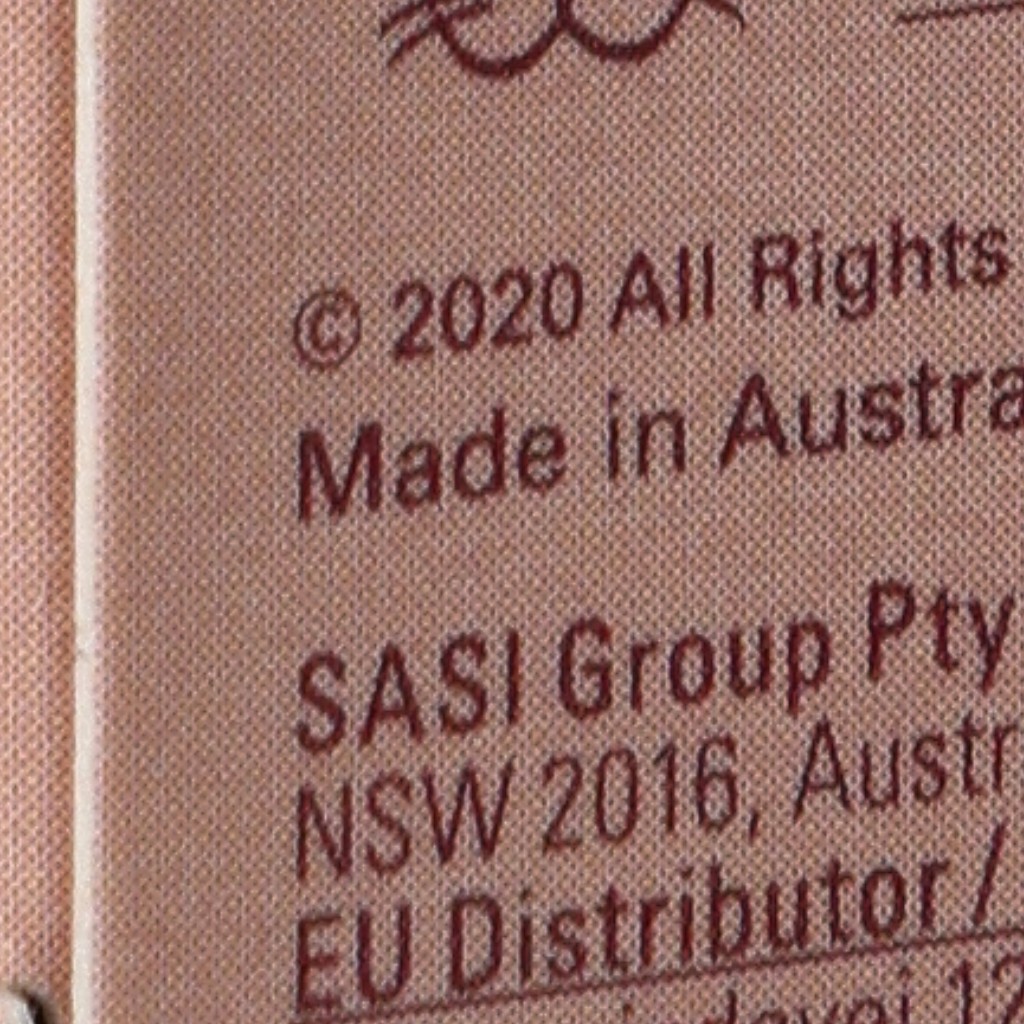 © 2020 All Rights
Made in Austra
SASI Group Pty
NSW 2016, Austr
EU Distributor /